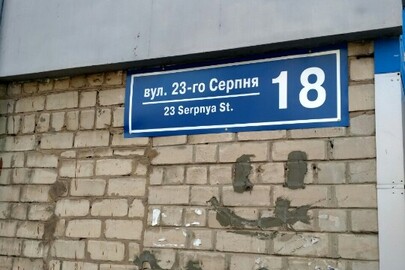 вул. 23-го Серпня
23 Serpnya St.
18